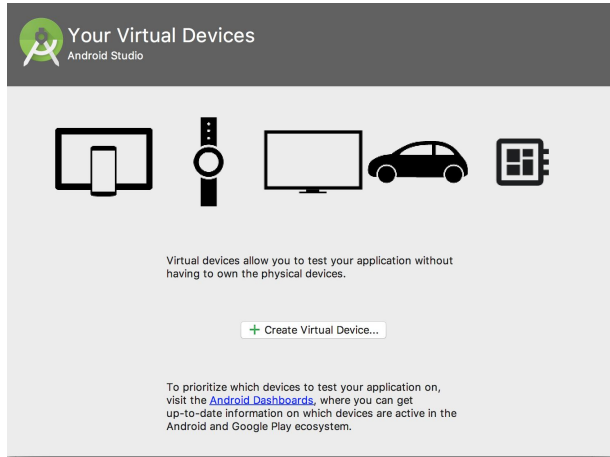 Your Virtual Devices
Android Studio
Virtual devices allow you to test your application without
having to own the physical devices.
+ Create Virtual Device...
To prioritize which devices to test your application on,
visit the Android Dashboards, where you can get
up-to-date information on which devices are active in the
Android and Google Play ecosystem.